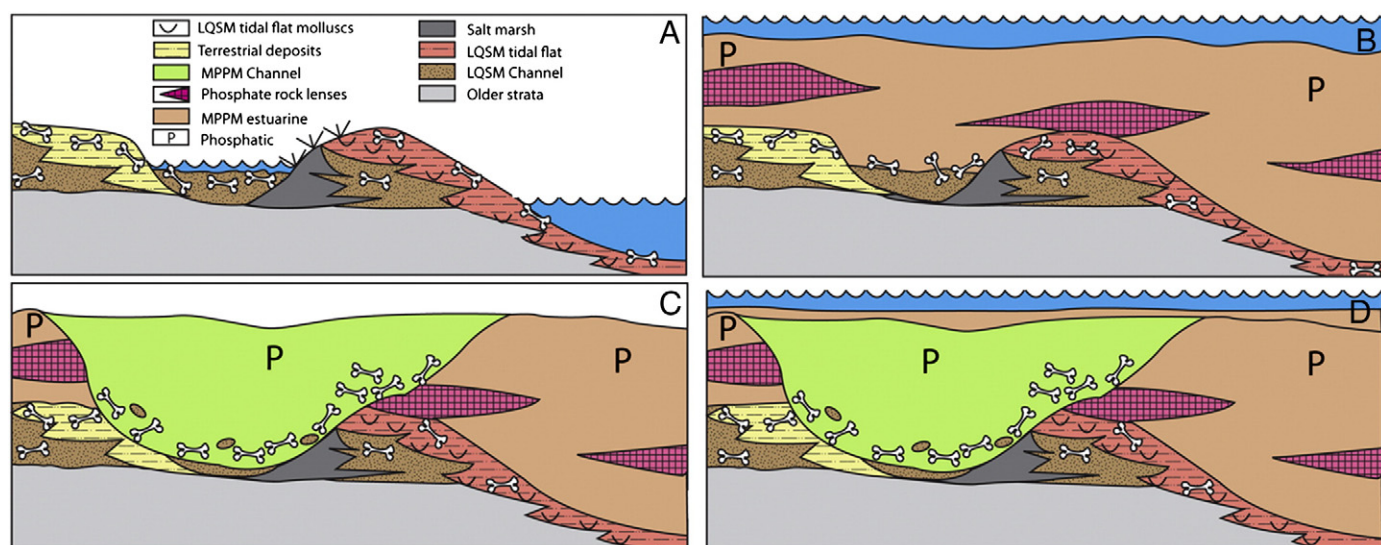 LQSM tidal flat molluscs
Terrestrial deposits
MPPM Channel
Phosphate rock lenses
MPPM estuarine
P Phosphatic
Salt marsh
LQSM tidal flat
LQSM Channel
Older strata
A
B
P
P
C
P
P
P
D
P
P
P